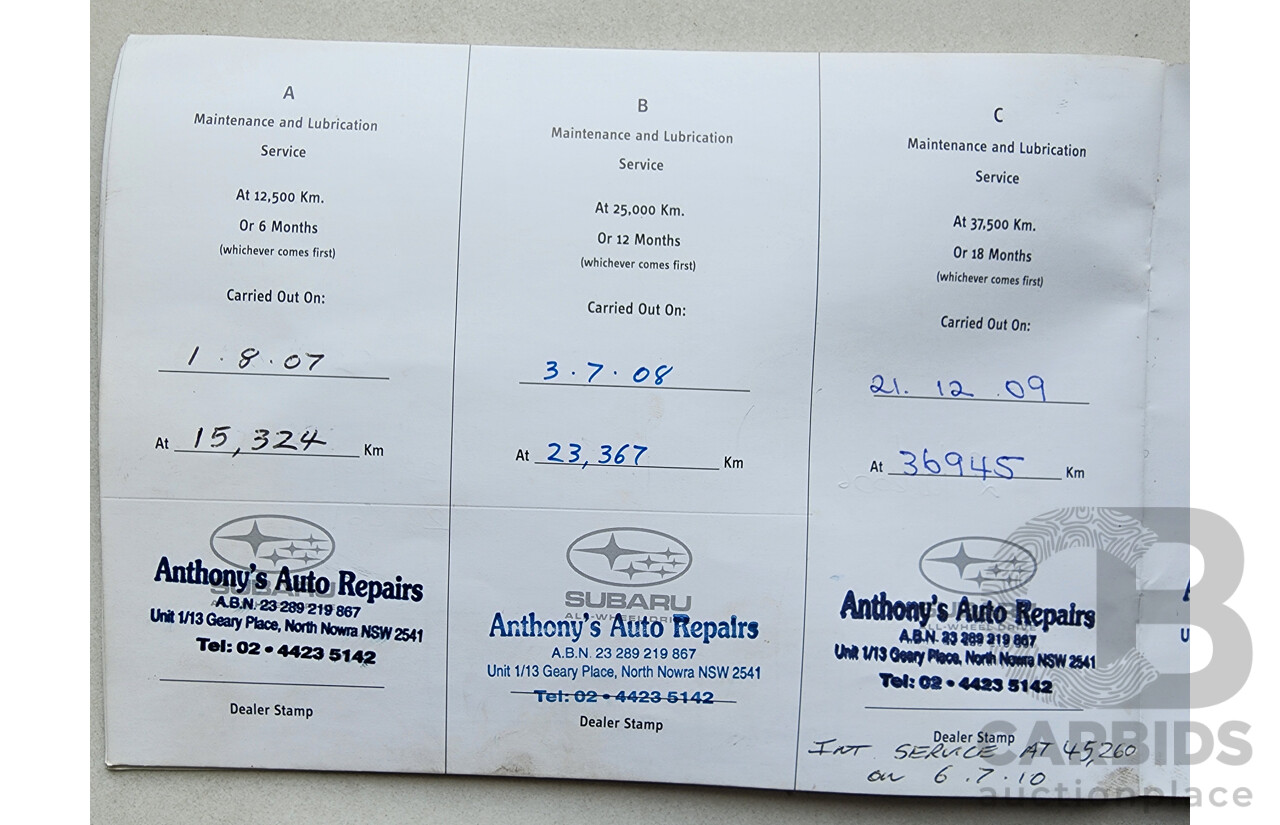 A
Maintenance and Lubrication
Service
At 12,500 Km.
Or 6 Months
(whichever comes first)
Carried Out On:
1 . 8 . 07
At 15,324 Km
SUBARU
Anthony's Auto Repairs
A.B.N. 23 289 219 867
Unit 1/13 Geary Place, North Nowra NSW 2541
Tel: 02 • 4423 5142
Dealer Stamp
B
Maintenance and Lubrication
Service
At 25,000 Km.
Or 12 Months
(whichever comes first)
Carried Out On:
3 . 7 . 08
At 23,367 Km
SUBARU
ALL-WHEEL DRIVE
Anthony's Auto Repairs
A.B.N. 23 289 219 867
Unit 1/13 Geary Place, North Nowra NSW 2541
Tel: 02 • 4423 5142
Dealer Stamp
C
Maintenance and Lubrication
Service
At 37,500 Km.
Or 18 Months
(whichever comes first)
Carried Out On:
21. 12 . 09
At 36945 Km
Anthony's Auto Repairs
ALL-WHEEL DRIVE
A.B.N. 23 289 219 867
Unit 1/13 Geary Place, North Nowra NSW 2541
Tel: 02 • 4423 5142
Dealer Stamp
INT SERVICE AT 45,260
on 6 . 7 . 10
B
CARBIDS
auctionplace